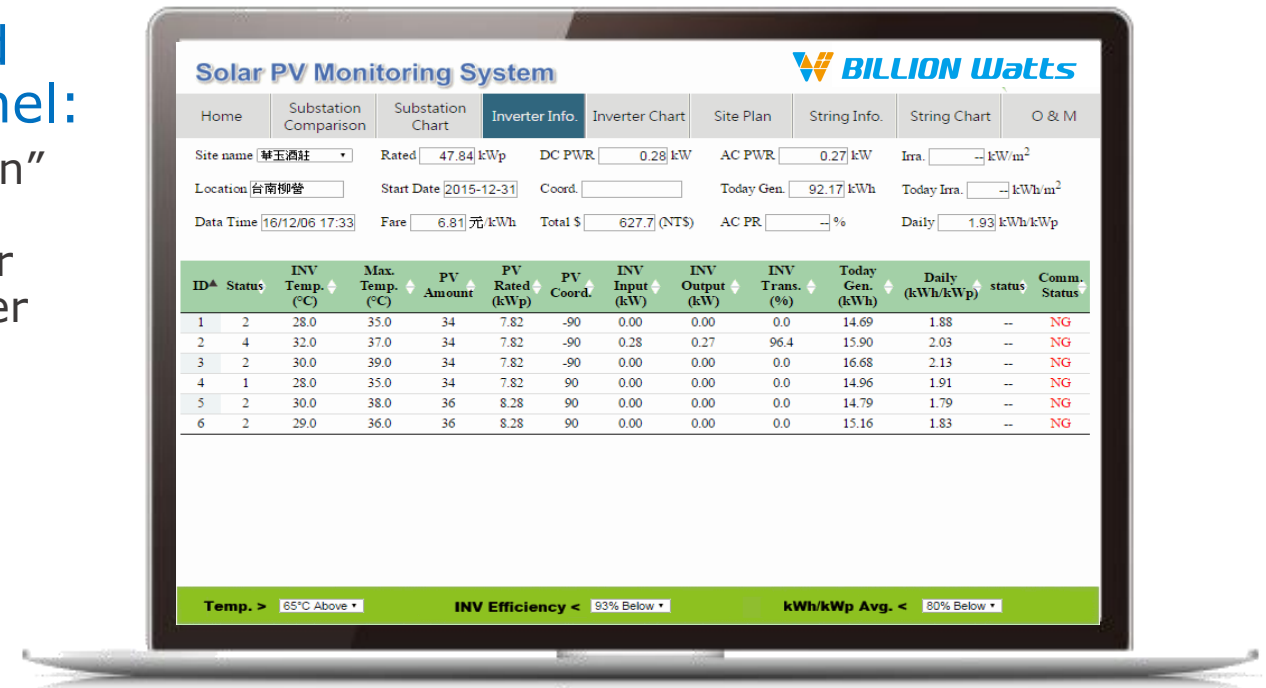 nel:
n"
r
er
Solar PV Monitoring System
BILLION Watts
Home Substation Comparison Substation Chart Inverter Info. Inverter Chart Site Plan String Info. String Chart O & M
Site name 華玉酒莊 Rated 47.84 kWp DC PWR 0.28 kW AC PWR 0.27 kW Irra. -- kW/m2
Location 台南柳營 Start Date 2015-12-31 Coord. Today Gen. 92.17 kWh Today Irra. -- kWh/m2
Data Time 16/12/06 17:33 Fare 6.81 元/kWh Total $ 627.7 (NT$) AC PR -- % Daily 1.93 kWh/kWp
ID Status INV Temp. (°C) Max. Temp. (°C) PV Amount PV Rated (kWp) PV Coord. INV Input (kW) INV Output (kW) INV Trans. (%) Today Gen. (kWh) Daily (kWh/kWp) status Comm. Status
1 2 28.0 35.0 34 7.82 -90 0.00 0.00 0.0 14.69 1.88 -- NG
2 4 32.0 37.0 34 7.82 -90 0.28 0.27 96.4 15.90 2.03 -- NG
3 2 30.0 39.0 34 7.82 -90 0.00 0.00 0.0 16.68 2.13 -- NG
4 1 28.0 35.0 34 7.82 90 0.00 0.00 0.0 14.96 1.91 -- NG
5 2 30.0 38.0 36 8.28 90 0.00 0.00 0.0 14.79 1.79 -- NG
6 2 29.0 36.0 36 8.28 90 0.00 0.00 0.0 15.16 1.83 -- NG
Temp. > 65°C Above INV Efficiency < 93% Below kWh/kWp Avg. < 80% Below